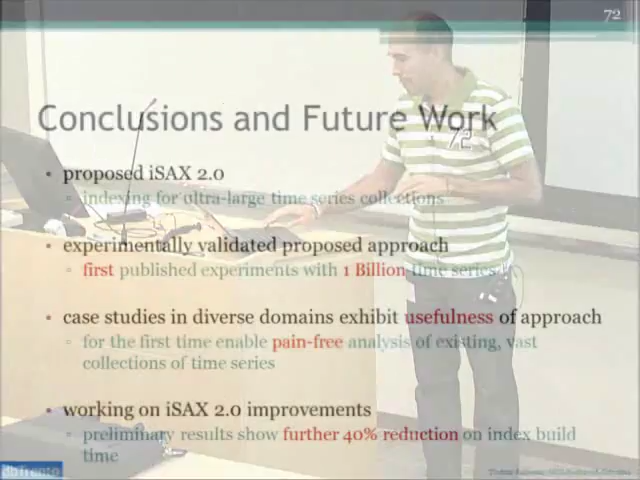 72
Conclusions and Future Work
72
• proposed iSAX 2.0
▫ indexing for ultra-large time series collections
• experimentally validated proposed approach
▫ first published experiments with 1 Billion time series
• case studies in diverse domains exhibit usefulness of approach
▫ for the first time enable pain-free analysis of existing, vast
collections of time series
• working on iSAX 2.0 improvements
▫ preliminary results show further 40% reduction on index build
time
dbtrento